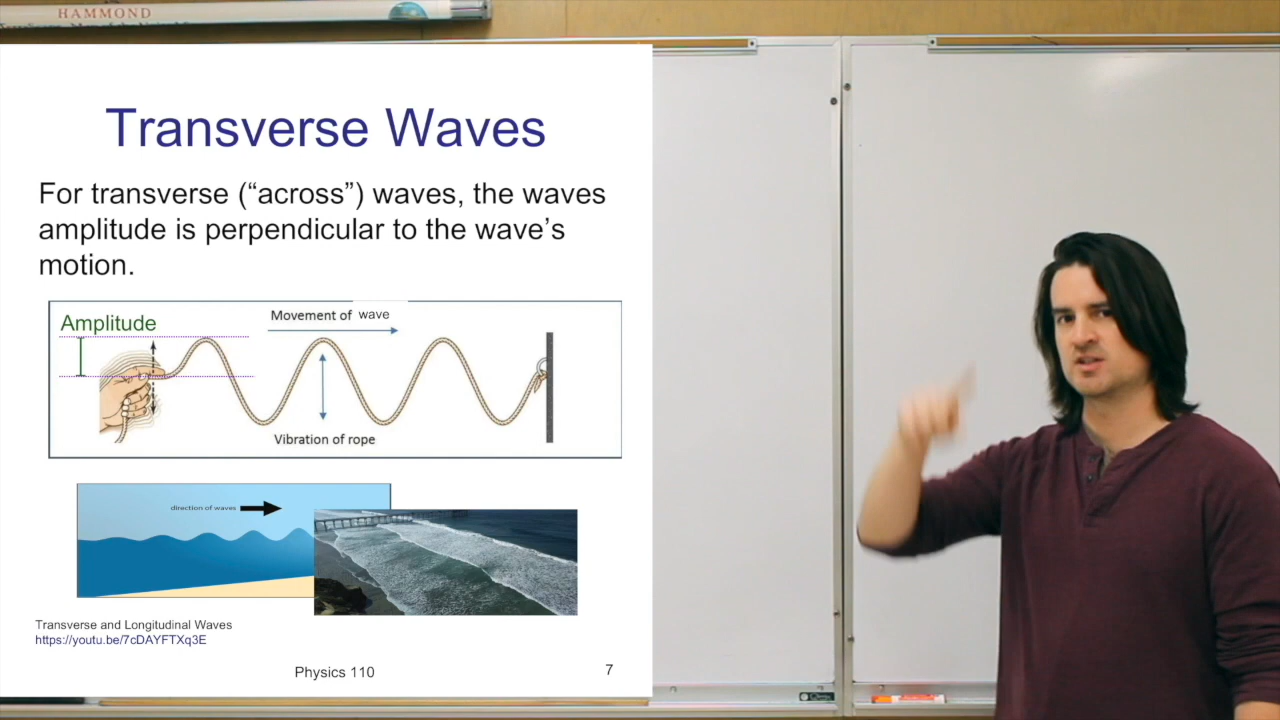 HAMMOND
Transverse Waves
For transverse (“across”) waves, the waves
amplitude is perpendicular to the wave’s
motion.
Amplitude
Movement of wave
Vibration of rope
direction of waves
Transverse and Longitudinal Waves
https://youtu.be/7cDAYFTXq3E
Physics 110
7